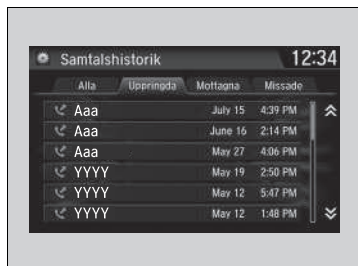 Samtalshistorik 12:34
Alla Uppringda Mottagna Missade
Aaa July 15 4:39 PM
Aaa June 16 2:14 PM
Aaa May 27 4:06 PM
YYYY May 19 2:50 PM
YYYY May 12 5:47 PM
YYYY May 12 1:48 PM